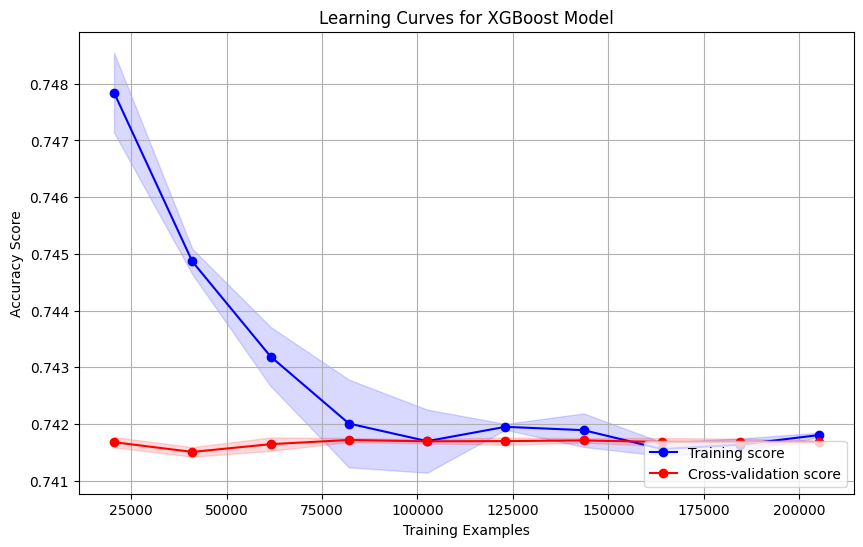 Learning Curves for XGBoost Model
Accuracy Score
0.748
0.747
0.746
0.745
0.744
0.743
0.742
0.741
Training score
Cross-validation score
25000 50000 75000 100000 125000 150000 175000 200000
Training Examples